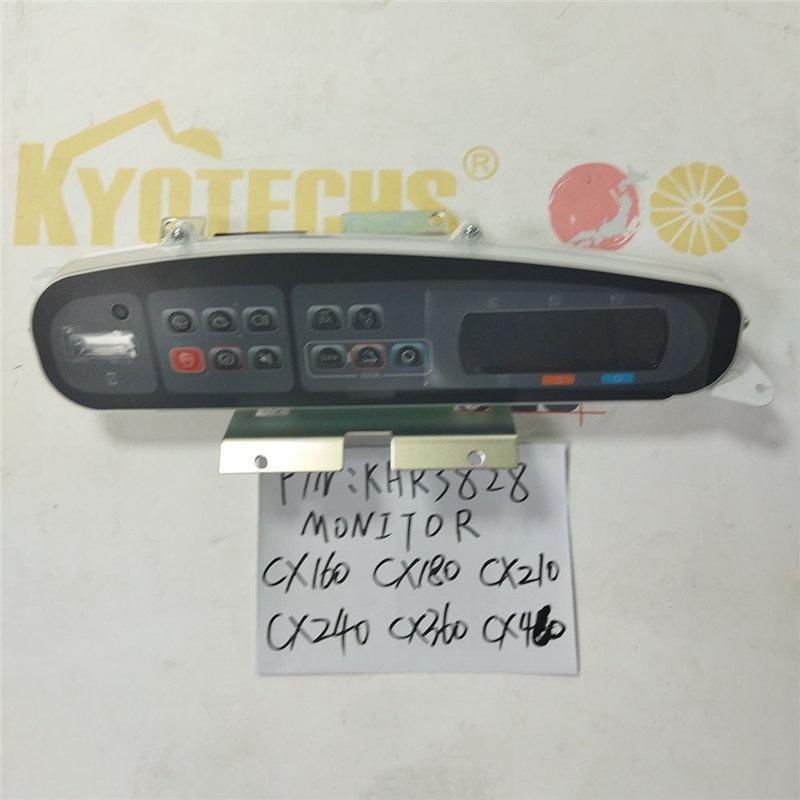 KYOTECHS®
P/N: KHR3828
MONITOR
CX160 CX180 CX210
CX240 CX360 CX460